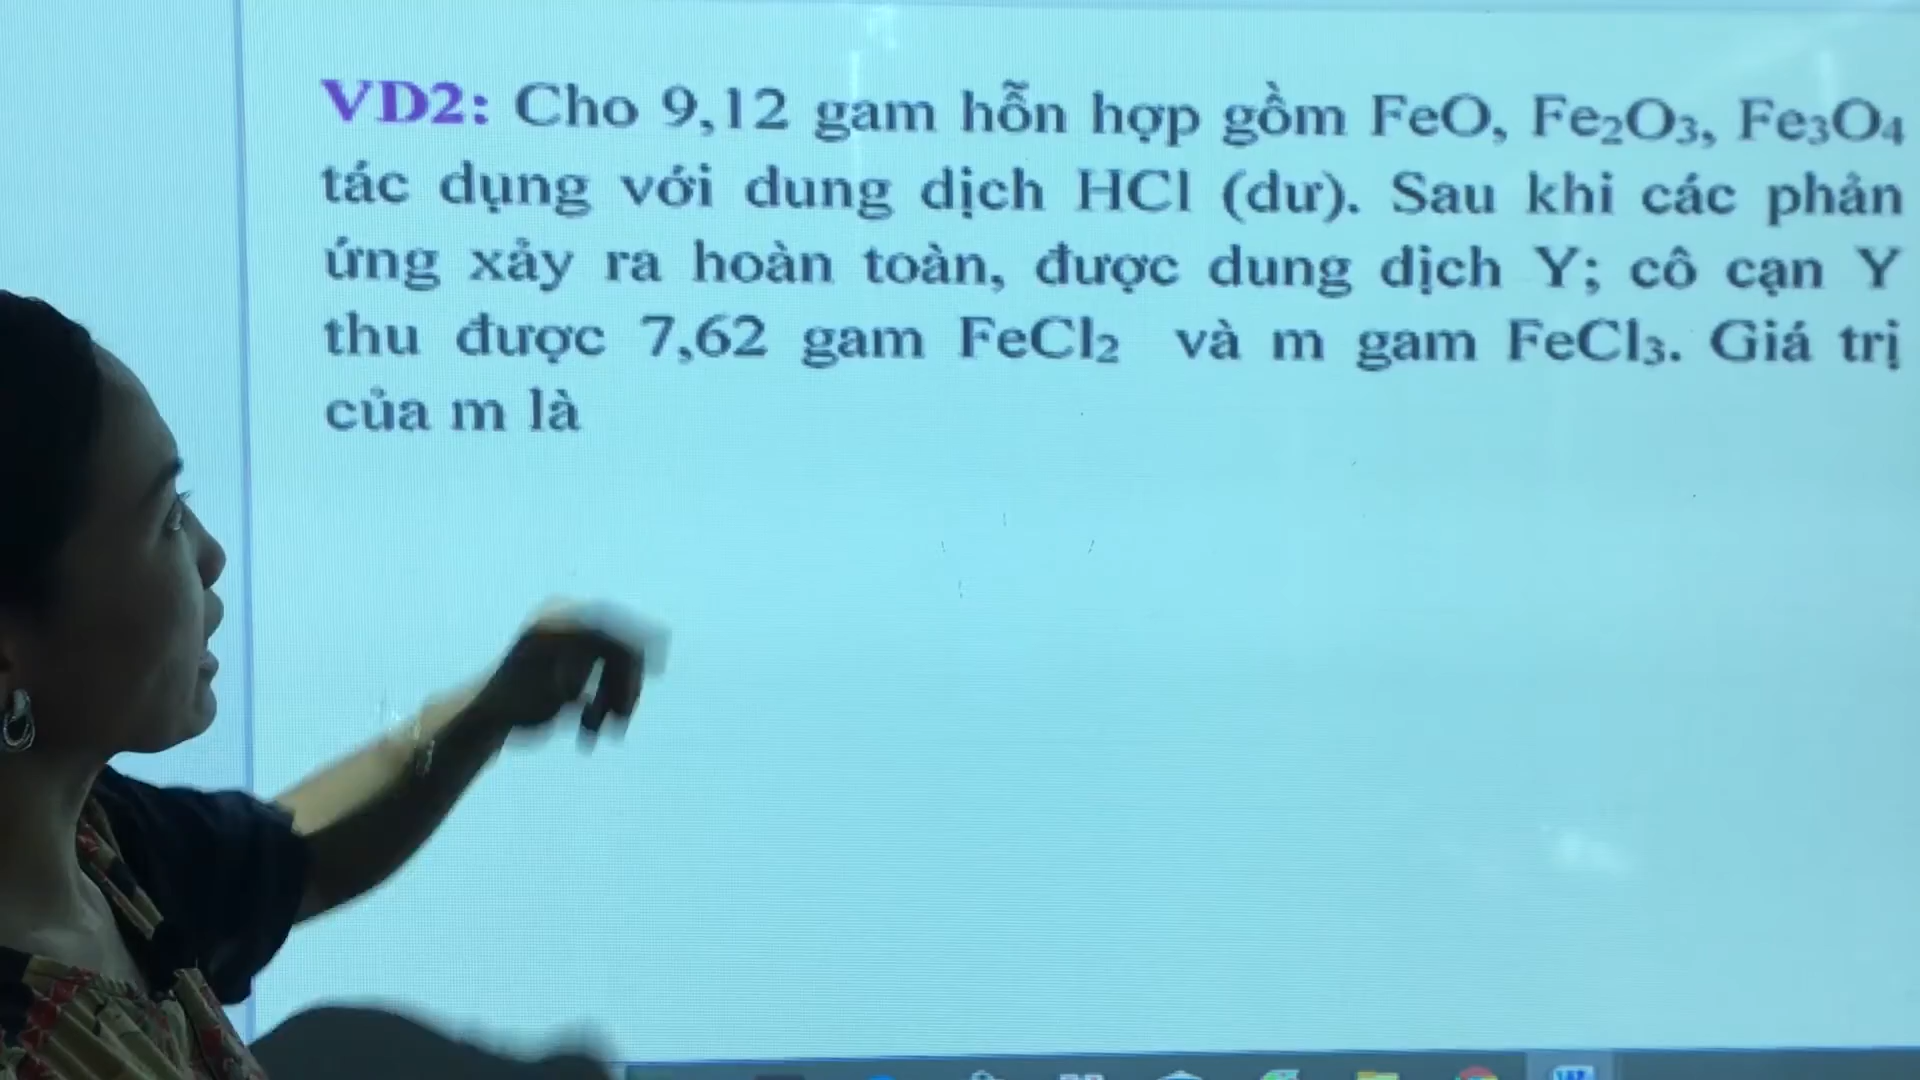 VD2: Cho 9,12 gam hỗn hợp gồm FeO, Fe₂O₃, Fe₃O₄
tác dụng với dung dịch HCl (dư). Sau khi các phản
ứng xảy ra hoàn toàn, được dung dịch Y; cô cạn Y
thu được 7,62 gam FeCl₂ và m gam FeCl₃. Giá trị
của m là